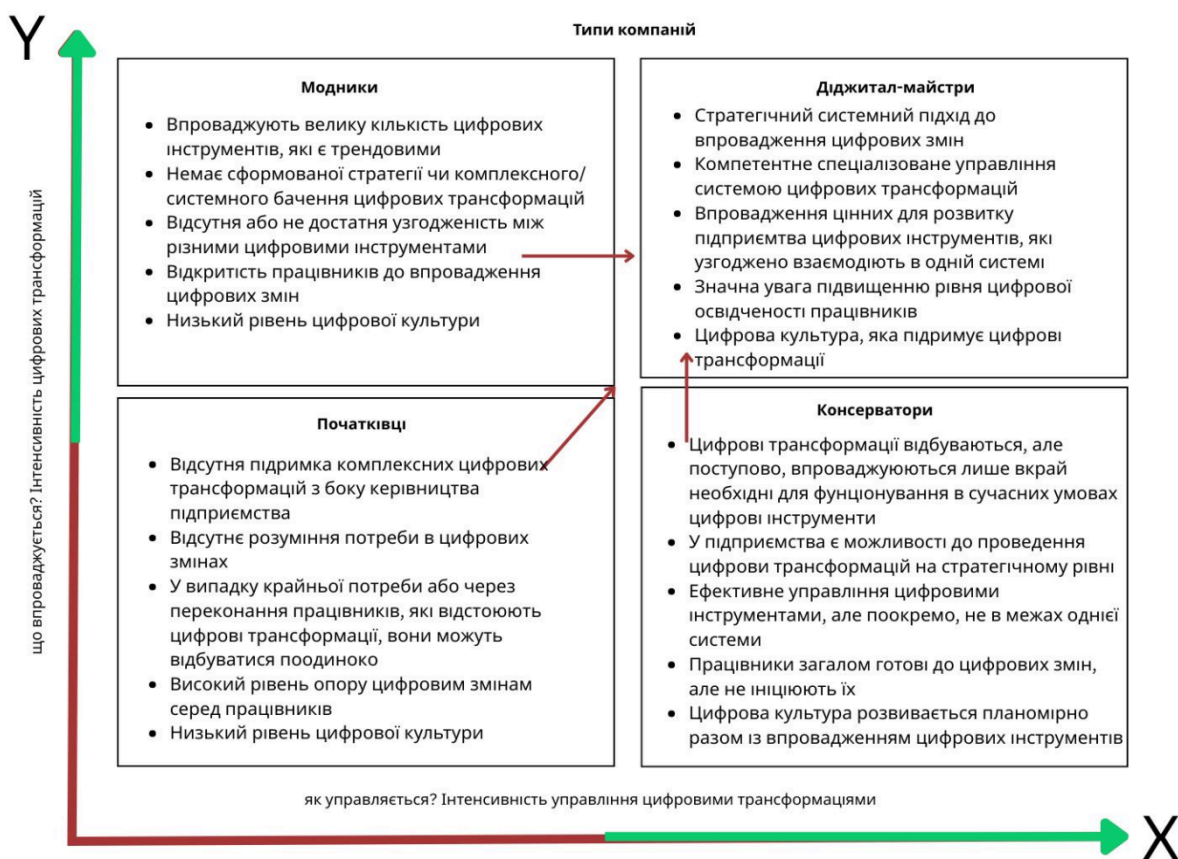 Y
Типи компаній
Модники
• Впроваджують велику кількість цифрових
інструментів, які є трендовими
• Немає сформованої стратегії чи комплексного/
системного бачення цифрових трансформацій
• Відсутня або не достатня узгодженість між
різними цифровими інструментами
• Відкритість працівників до впровадження
цифрових змін
• Низький рівень цифрової культури
Діджитал-майстри
• Стратегічний системний підхід до
впровадження цифрових змін
• Компетентне спеціалізоване управління
системою цифрових трансформацій
• Впровадження цінних для розвитку
підприємтва цифрових інструментів, які
узгоджено взаємодіють в одній системі
• Значна увага підвищенню рівня цифрової
освідченості працівників
• Цифрова культура, яка підримує цифрові
трансформації
Початківці
• Відсутня підримка комплексних цифрових
трансформацій з боку керівництва
підприємства
• Відсутнє розуміння потреби в цифрових
змінах
• У випадку крайньої потреби або через
переконання працівників, які відстоюють
цифрові трансформації, вони можуть
відбуватися поодиноко
• Високий рівень опору цифровим змінам
серед працівників
• Низький рівень цифрової культури
Консерватори
• Цифрові трансформації відбуваються, але
поступово, впроваджуюються лише вкрай
необхідні для фунціонування в сучасних умовах
цифрові інструменти
• У підприємства є можливості до проведення
цифрови трансформацій на стратегічному рівні
• Ефективне управління цифровими
інструментами, але поокремо, не в межах однієї
системи
• Працівники загалом готові до цифрових змін,
але не ініціюють їх
• Цифрова культура розвивається планомірно
разом із впровадженням цифрових інструментів
що впроваджується? Інтенсивність цифрових трансформацій
як управляється? Інтенсивність управління цифровими трансформаціями
X